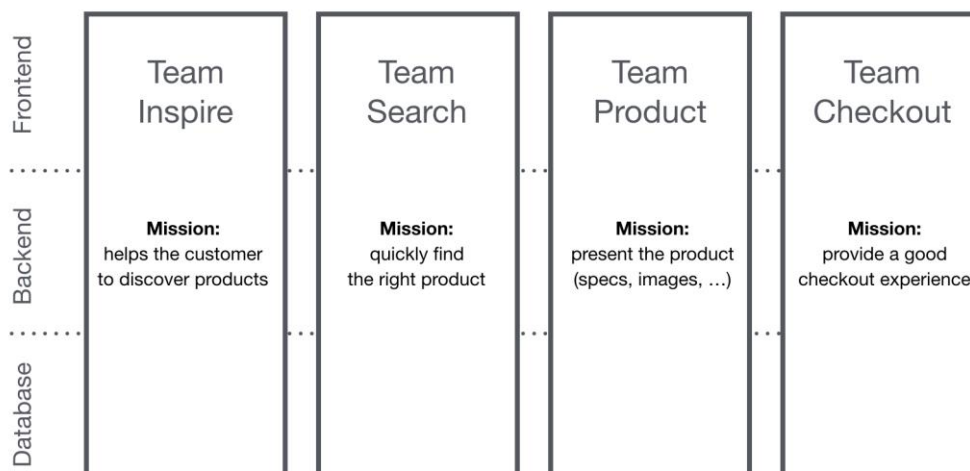 Frontend
Backend
Database
Team
Inspire
Mission:
helps the customer
to discover products
Team
Search
Mission:
quickly find
the right product
Team
Product
Mission:
present the product
(specs, images, …)
Team
Checkout
Mission:
provide a good
checkout experience